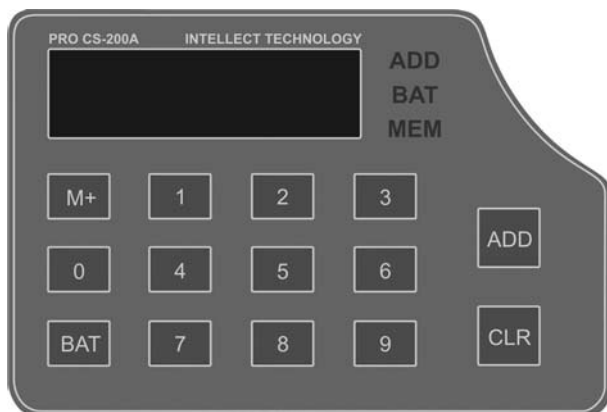 PRO CS-200A INTELLECT TECHNOLOGY
ADD
BAT
MEM
M+ 1 2 3
ADD
0 4 5 6
BAT 7 8 9
CLR